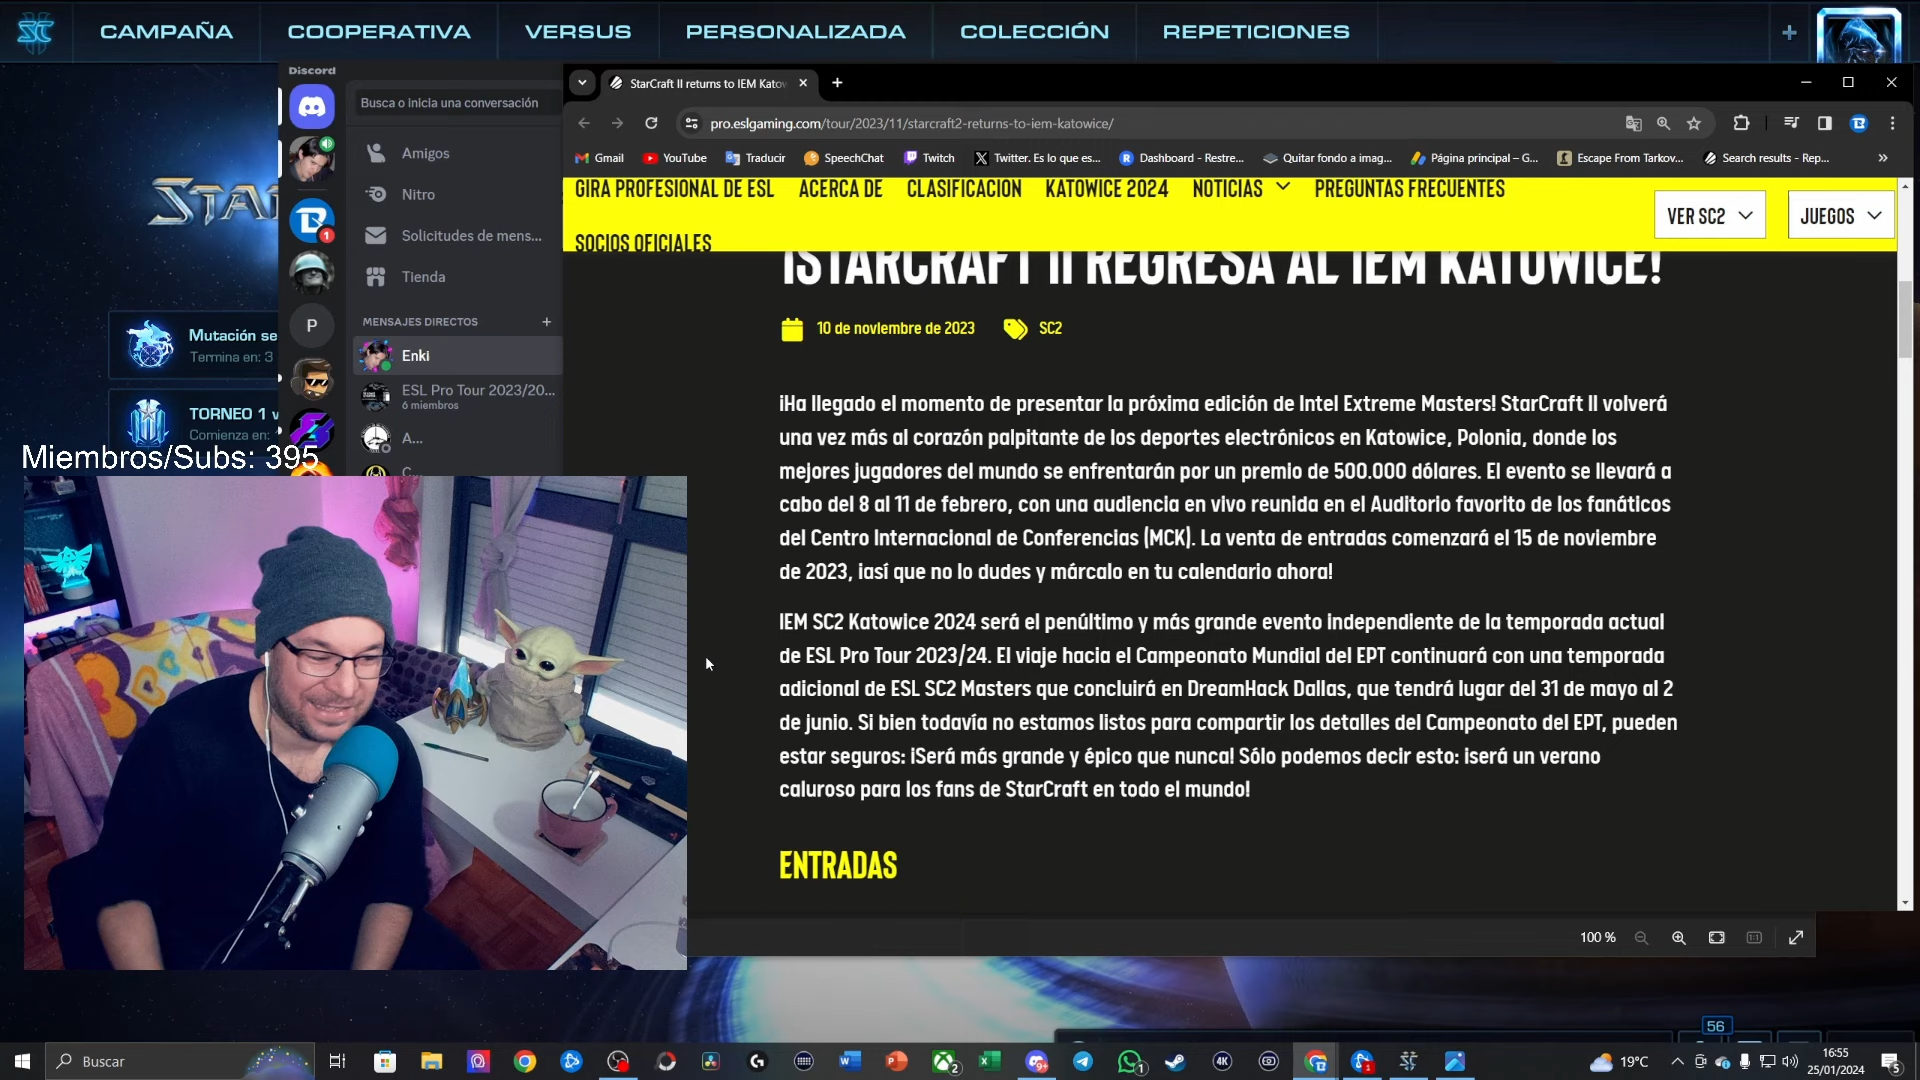 CAMPAÑA
COOPERATIVA
VERSUS
PERSONALIZADA
COLECCIÓN
REPETICIONES
Discord
Busca o inicia una conversación
Amigos
Nitro
Solicitudes de mens...
Tienda
MENSAJES DIRECTOS
Enki
ESL Pro Tour 2023/20...
6 miembros
A...
C...
P
1
Mutación se
Termina en: 3
TORNEO 1
Comienza en:
Miembros/Subs: 395
StarCraft II returns to IEM Katow
pro.eslgaming.com/tour/2023/11/starcraft2-returns-to-iem-katowice/
Gmail
YouTube
Traducir
SpeechChat
Twitch
Twitter. Es lo que es...
Dashboard - Restre...
Quitar fondo a imag...
Página principal – G...
Escape From Tarkov...
Search results - Rep...
GIRA PROFESIONAL DE ESL
ACERCA DE
CLASIFICACIÓN
KATOWICE 2024
NOTICIAS
PREGUNTAS FRECUENTES
SOCIOS OFICIALES
VER SC2
JUEGOS
¡STARCRAFT II REGRESA AL IEM KATOWICE!
10 de noviembre de 2023
SC2
¡Ha llegado el momento de presentar la próxima edición de Intel Extreme Masters! StarCraft II volverá
una vez más al corazón palpitante de los deportes electrónicos en Katowice, Polonia, donde los
mejores jugadores del mundo se enfrentarán por un premio de 500.000 dólares. El evento se llevará a
cabo del 8 al 11 de febrero, con una audiencia en vivo reunida en el Auditorio favorito de los fanáticos
del Centro Internacional de Conferencias (MCK). La venta de entradas comenzará el 15 de noviembre
de 2023, ¡así que no lo dudes y márcalo en tu calendario ahora!
IEM SC2 Katowice 2024 será el penúltimo y más grande evento independiente de la temporada actual
de ESL Pro Tour 2023/24. El viaje hacia el Campeonato Mundial del EPT continuará con una temporada
adicional de ESL SC2 Masters que concluirá en DreamHack Dallas, que tendrá lugar del 31 de mayo al 2
de junio. Si bien todavía no estamos listos para compartir los detalles del Campeonato del EPT, pueden
estar seguros: ¡Será más grande y épico que nunca! Sólo podemos decir esto: ¡será un verano
caluroso para los fans de StarCraft en todo el mundo!
ENTRADAS
100 %
56
Buscar
19°C
16:55
25/01/2024